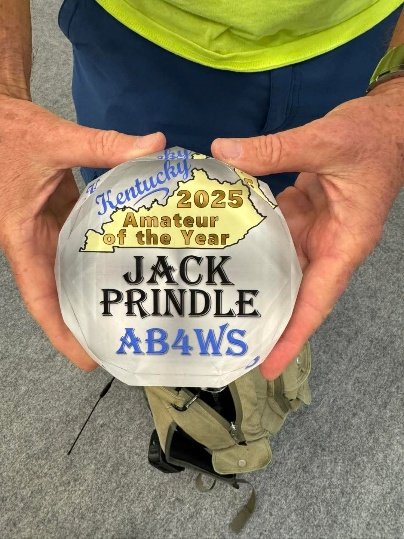 Kentucky
2025
Amateur
of the Year
JACK
PRINDLE
AB4WS